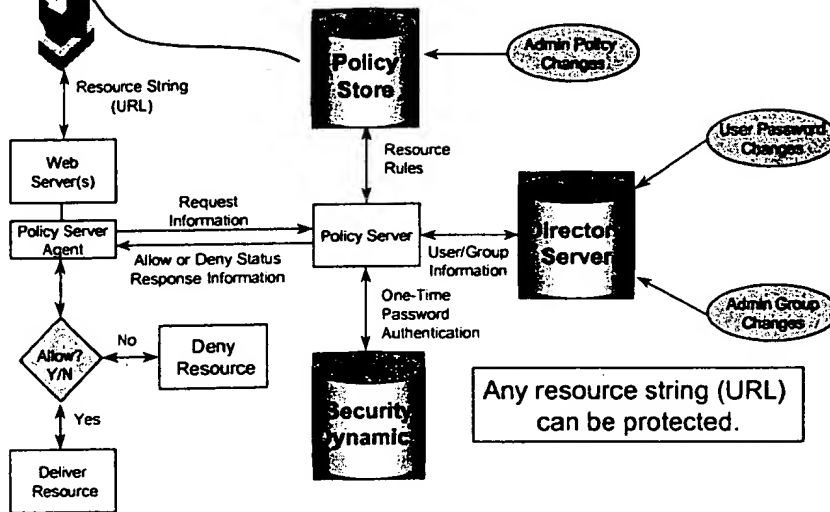 Resource String
(URL)
Web
Server(s)
Policy Server
Agent
Request
Information
Allow or Deny Status
Response Information
Policy Server
Policy
Store
Admin Policy
Changes
Resource
Rules
User Password
Changes
Director
Server
User/Group
Information
Admin Group
Changes
One-Time
Password
Authentication
Security
Dynamic
Allow?
Y/N
No
Deny
Resource
Yes
Deliver
Resource
Any resource string (URL)
can be protected.